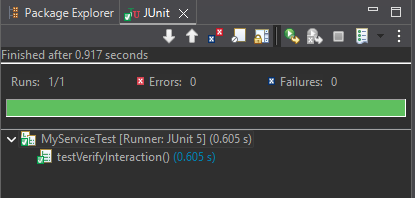 Package Explorer JUnit
Finished after 0.917 seconds
Runs: 1/1 Errors: 0 Failures: 0
MyServiceTest [Runner: JUnit 5] (0.605 s)
testVerifyInteraction() (0.605 s)